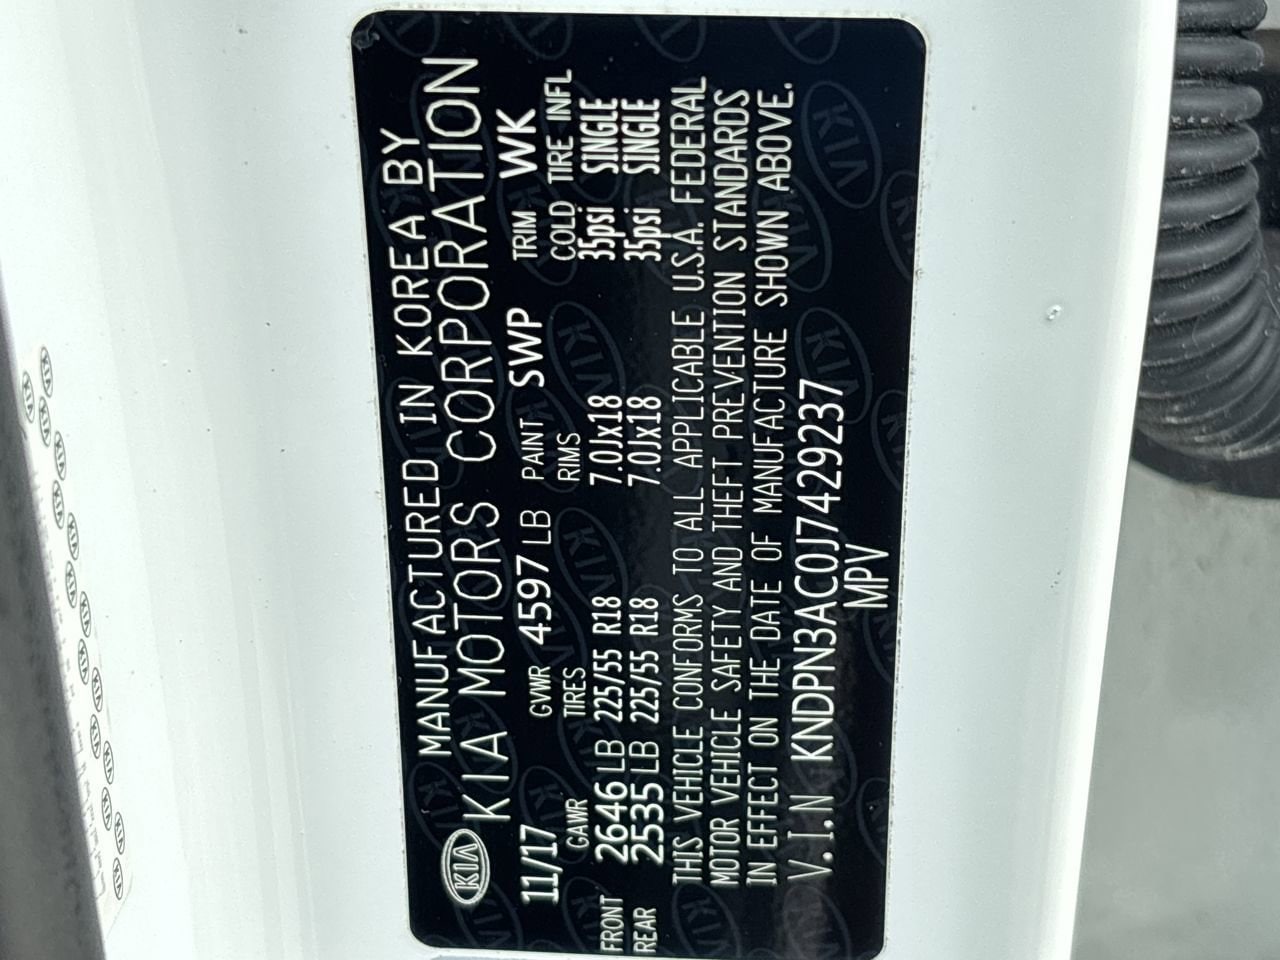 MANUFACTURED IN KOREA BY
KIA KIA MOTORS CORPORATION
11/17 GVWR 4597 LB PAINT SWP TRIM WK
GAWR TIRES RIMS COLD TIRE INFL
FRONT 2646 LB 225/55 R18 7.0Jx18 35psi SINGLE
REAR 2535 LB 225/55 R18 7.0Jx18 35psi SINGLE
THIS VEHICLE CONFORMS TO ALL APPLICABLE U.S.A. FEDERAL
MOTOR VEHICLE SAFETY AND THEFT PREVENTION STANDARDS
IN EFFECT ON THE DATE OF MANUFACTURE SHOWN ABOVE.
V.I.N KNDPN3AC0J7429237
MPV